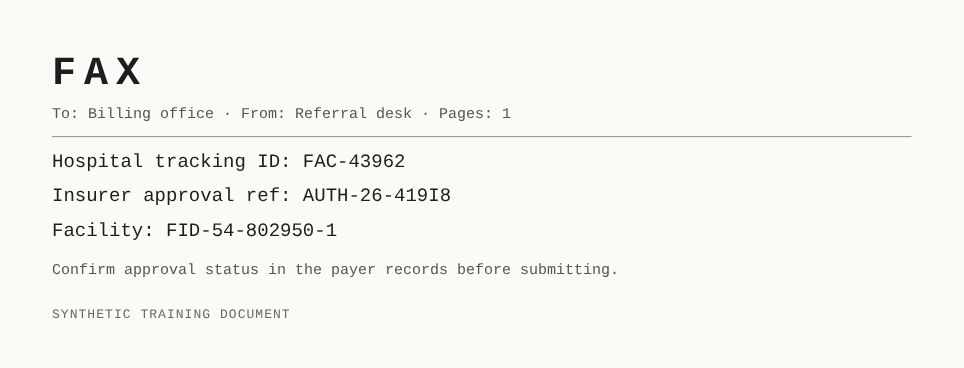 FAX
To: Billing office · From: Referral desk · Pages: 1
Hospital tracking ID: FAC-43962
Insurer approval ref: AUTH-26-419I8
Facility: FID-54-802950-1
Confirm approval status in the payer records before submitting.
SYNTHETIC TRAINING DOCUMENT